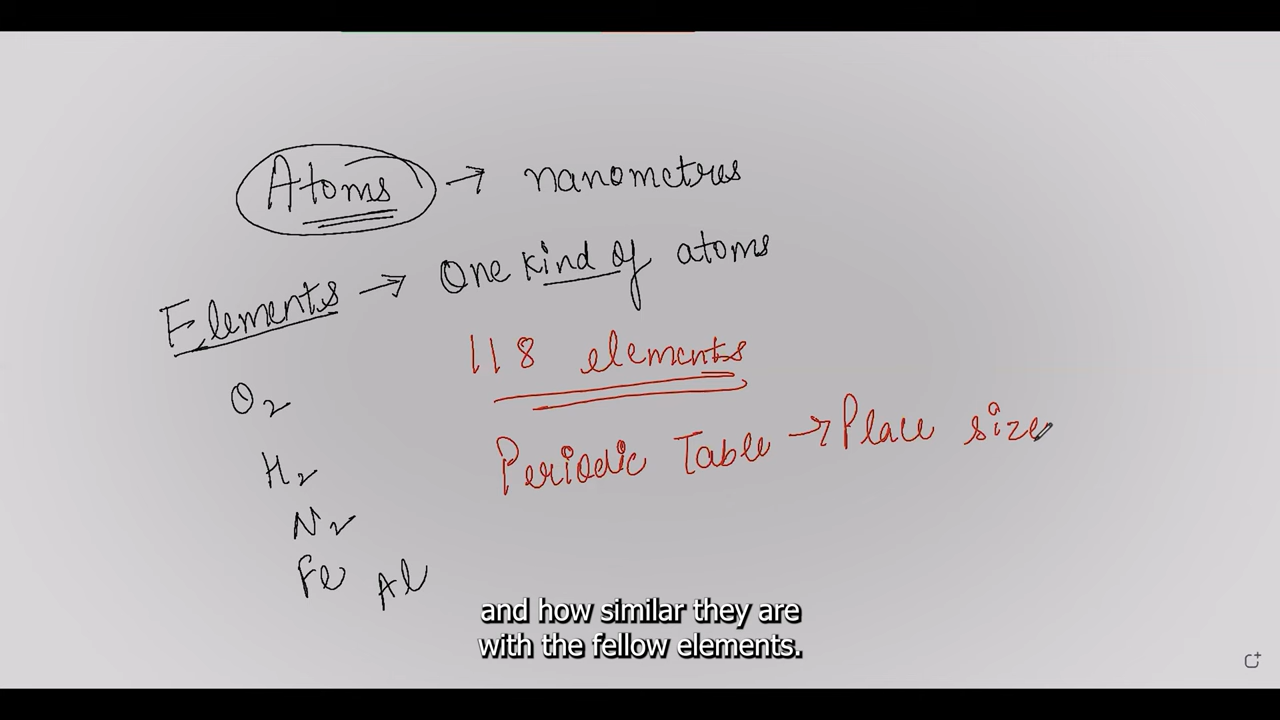 Atoms → nanometres
Elements → One kind of atoms
118 elements
O2
Periodic Table → Place size
H2
N2
Fe Al
and how similar they are
with the fellow elements.